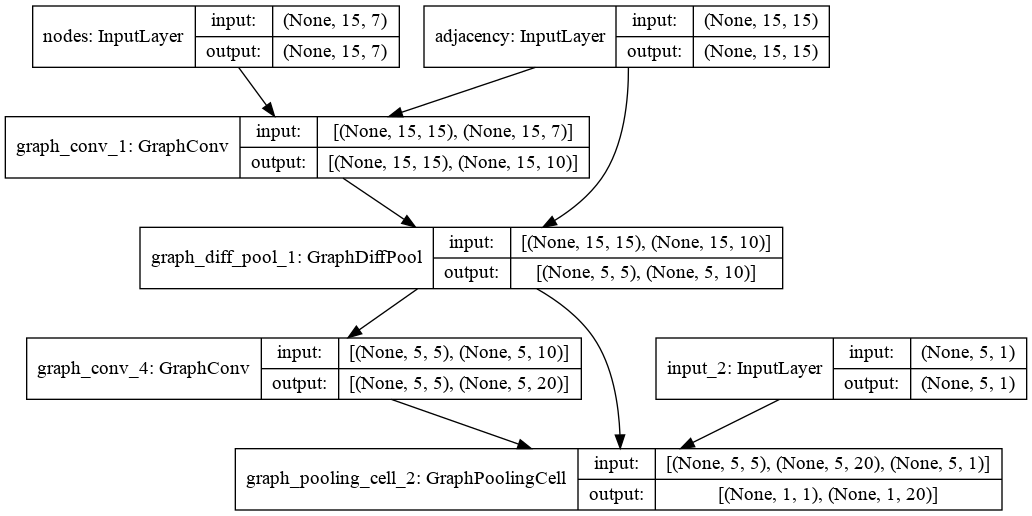 nodes: InputLayer
input: (None, 15, 7)
output: (None, 15, 7)
adjacency: InputLayer
input: (None, 15, 15)
output: (None, 15, 15)
graph_conv_1: GraphConv
input: [(None, 15, 15), (None, 15, 7)]
output: [(None, 15, 15), (None, 15, 10)]
graph_diff_pool_1: GraphDiffPool
input: [(None, 15, 15), (None, 15, 10)]
output: [(None, 5, 5), (None, 5, 10)]
graph_conv_4: GraphConv
input: [(None, 5, 5), (None, 5, 10)]
output: [(None, 5, 5), (None, 5, 20)]
input_2: InputLayer
input: (None, 5, 1)
output: (None, 5, 1)
graph_pooling_cell_2: GraphPoolingCell
input: [(None, 5, 5), (None, 5, 20), (None, 5, 1)]
output: [(None, 1, 1), (None, 1, 20)]